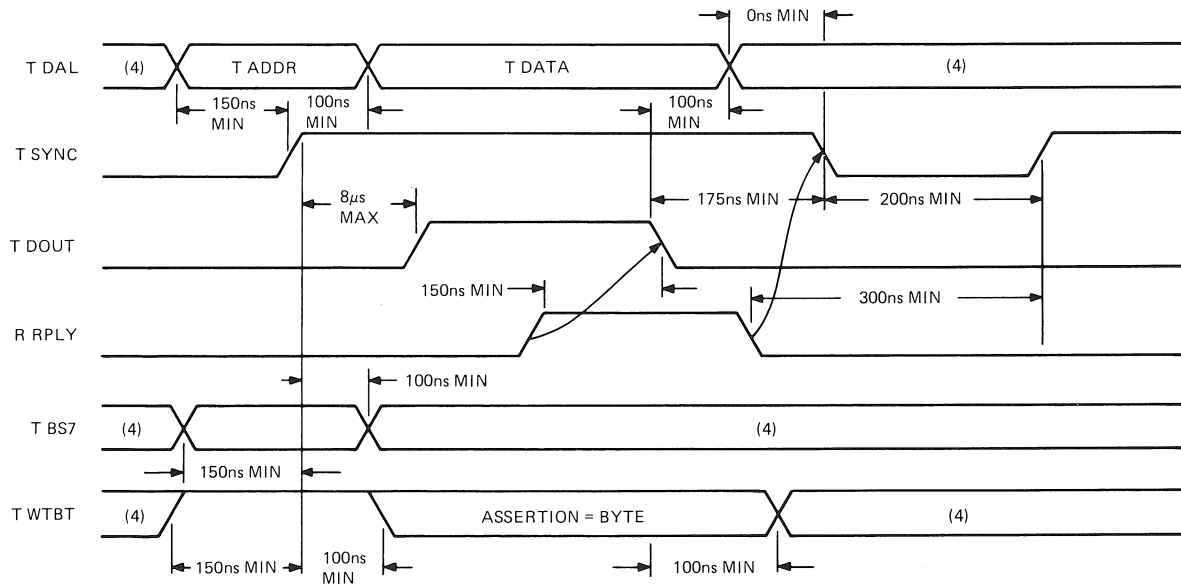 0ns MIN
T DAL (4) T ADDR T DATA (4)
150ns MIN
100ns MIN
100ns MIN
T SYNC
8μs MAX
175ns MIN
200ns MIN
T DOUT
150ns MIN
300ns MIN
R RPLY
100ns MIN
T BS7 (4) (4)
150ns MIN
T WTBT (4) ASSERTION = BYTE (4)
150ns MIN
100ns MIN
100ns MIN